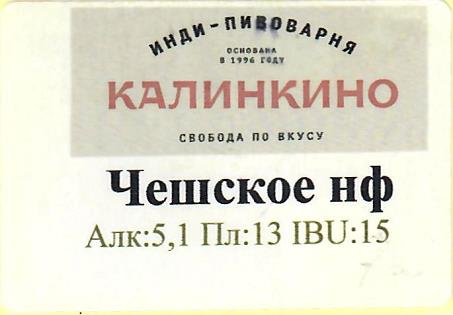 ИНДИ-ПИВОВАРНЯ
ОСНОВАНА
В 1996 ГОДУ
КАЛИНКИНО
СВОБОДА ПО ВКУСУ
Чешское нф
Алк:5,1 Пл:13 IBU:15